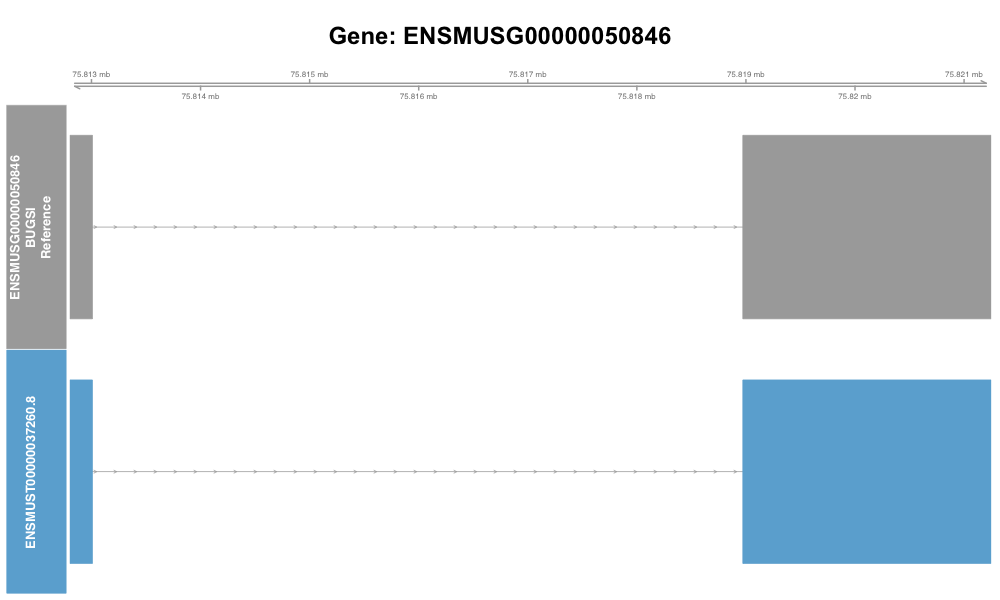 Gene: ENSMUSG00000050846
75.813 mb
75.815 mb
75.817 mb
75.819 mb
75.821 mb
75.814 mb
75.816 mb
75.818 mb
75.82 mb
ENSMUSG00000050846
BUGSI
Reference
ENSMUST00000037260.8